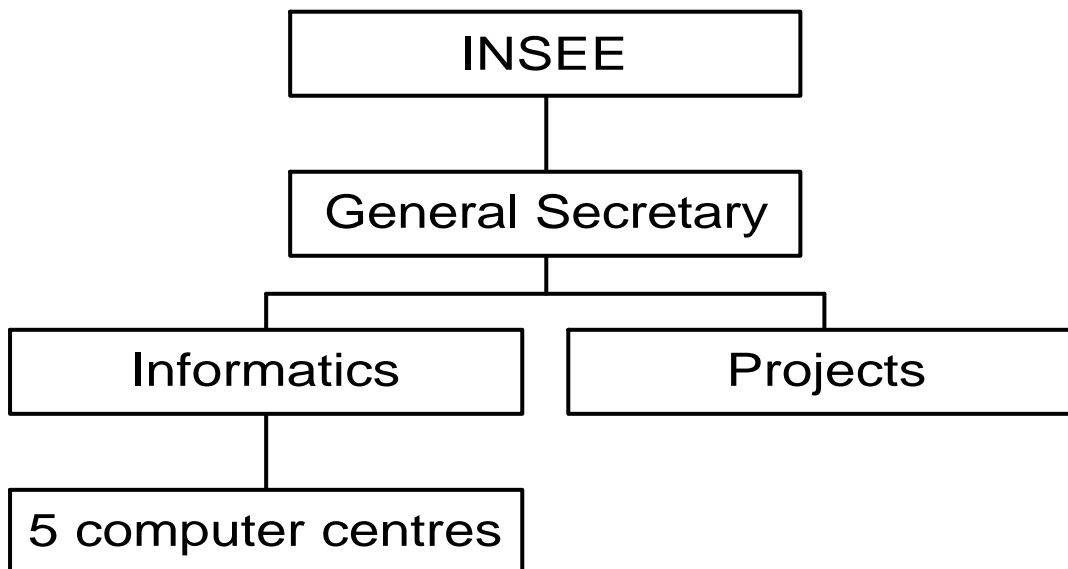 INSEE
General Secretary
Informatics
Projects
5 computer centres